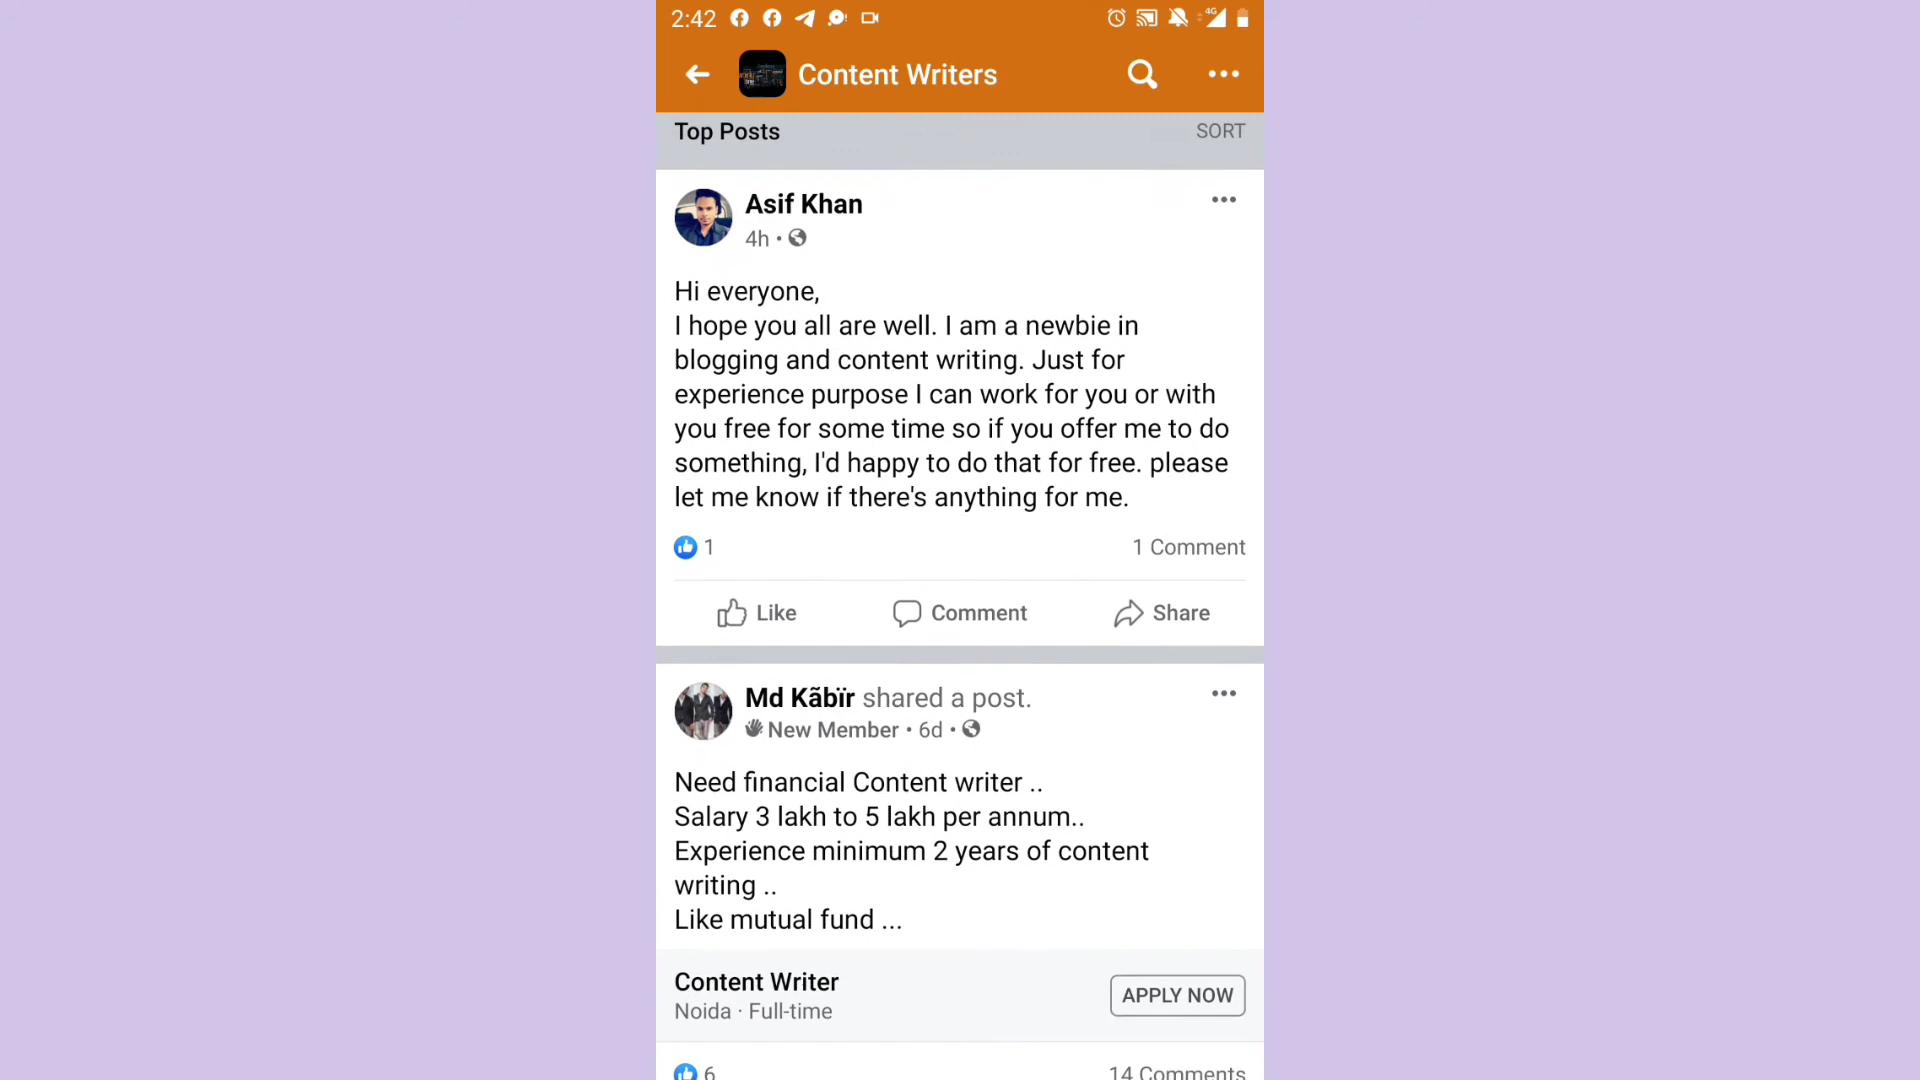 2:42
4G
Content Writers
Top Posts
SORT
Asif Khan
4h •
Hi everyone,
I hope you all are well. I am a newbie in
blogging and content writing. Just for
experience purpose I can work for you or with
you free for some time so if you offer me to do
something, I'd happy to do that for free. please
let me know if there's anything for me.
1
1 Comment
Like
Comment
Share
Md Kãbïr shared a post.
New Member • 6d •
Need financial Content writer ..
Salary 3 lakh to 5 lakh per annum..
Experience minimum 2 years of content
writing ..
Like mutual fund ...
Content Writer
APPLY NOW
Noida · Full-time
6
14 Comments